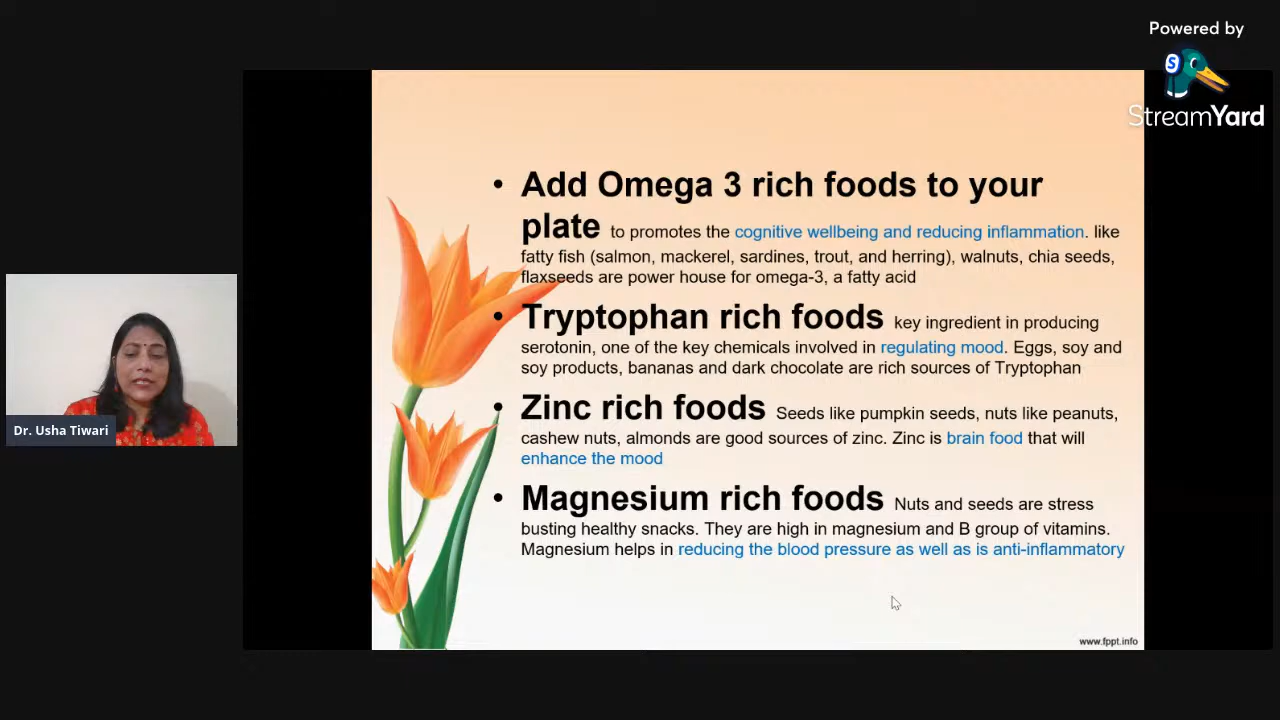 Powered by
S
StreamYard
• Add Omega 3 rich foods to your
plate to promotes the cognitive wellbeing and reducing inflammation. like
fatty fish (salmon, mackerel, sardines, trout, and herring), walnuts, chia seeds,
flaxseeds are power house for omega-3, a fatty acid
• Tryptophan rich foods key ingredient in producing
serotonin, one of the key chemicals involved in regulating mood. Eggs, soy and
soy products, bananas and dark chocolate are rich sources of Tryptophan
• Zinc rich foods Seeds like pumpkin seeds, nuts like peanuts,
cashew nuts, almonds are good sources of zinc. Zinc is brain food that will
enhance the mood
• Magnesium rich foods Nuts and seeds are stress
busting healthy snacks. They are high in magnesium and B group of vitamins.
Magnesium helps in reducing the blood pressure as well as is anti-inflammatory
www.fppt.info
Dr. Usha Tiwari